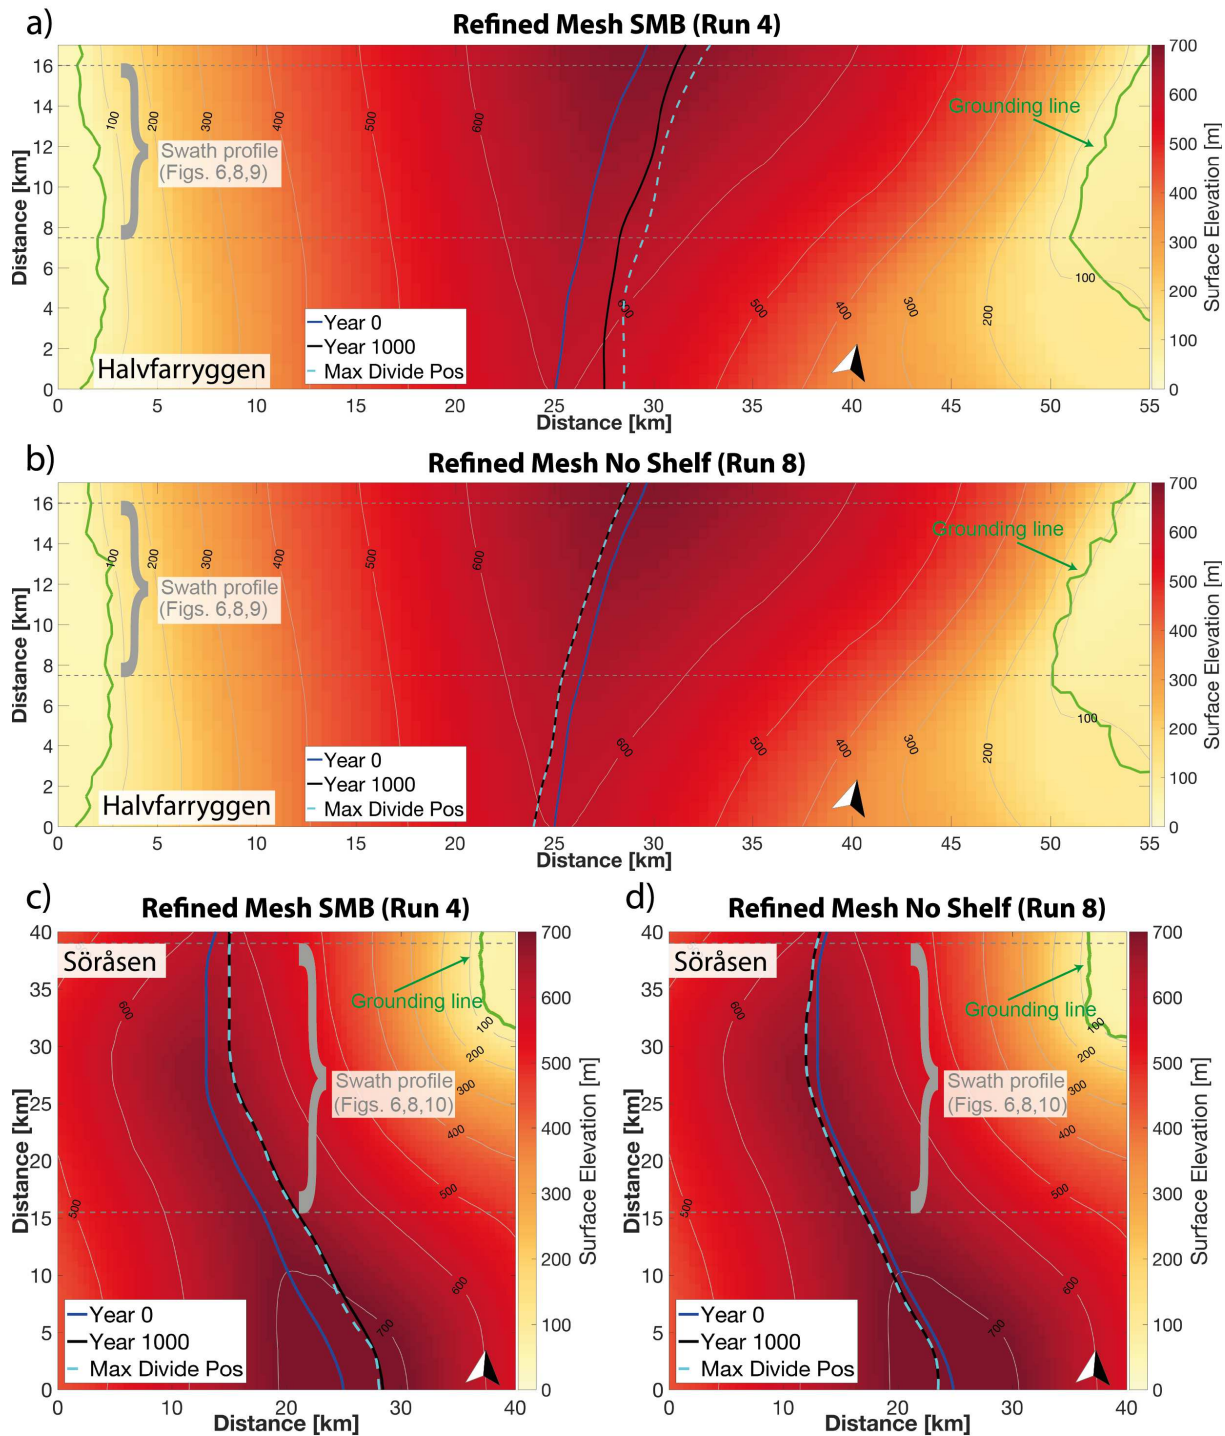 a)
Refined Mesh SMB (Run 4)
Distance [km]
16
14
12
10
8
6
4
2
0
100
200
300
400
500
600
Swath profile
(Figs. 6,8,9)
Grounding line
600
500
400
300
200
100
Year 0
Year 1000
Max Divide Pos
Halvfarryggen
0 5 10 15 20 25 30 35 40 45 50 55
Distance [km]
700
600
500
400
300
200
100
0
Surface Elevation [m]
b)
Refined Mesh No Shelf (Run 8)
Distance [km]
16
14
12
10
8
6
4
2
0
100
200
300
400
500
600
Swath profile
(Figs. 6,8,9)
Grounding line
600
500
400
300
200
100
Year 0
Year 1000
Max Divide Pos
Halvfarryggen
0 5 10 15 20 25 30 35 40 45 50 55
Distance [km]
700
600
500
400
300
200
100
0
Surface Elevation [m]
c)
Refined Mesh SMB (Run 4)
Distance [km]
40
35
30
25
20
15
10
5
0
Söråsen
Grounding line
600
100
200
300
400
500
500
600
700
Swath profile
(Figs. 6,8,10)
Year 0
Year 1000
Max Divide Pos
0 10 20 30 40
Distance [km]
700
600
500
400
300
200
100
0
Surface Elevation [m]
d)
Refined Mesh No Shelf (Run 8)
Distance [km]
40
35
30
25
20
15
10
5
0
Söråsen
Grounding line
600
100
200
300
400
500
500
600
700
Swath profile
(Figs. 6,8,10)
Year 0
Year 1000
Max Divide Pos
0 10 20 30 40
Distance [km]
700
600
500
400
300
200
100
0
Surface Elevation [m]